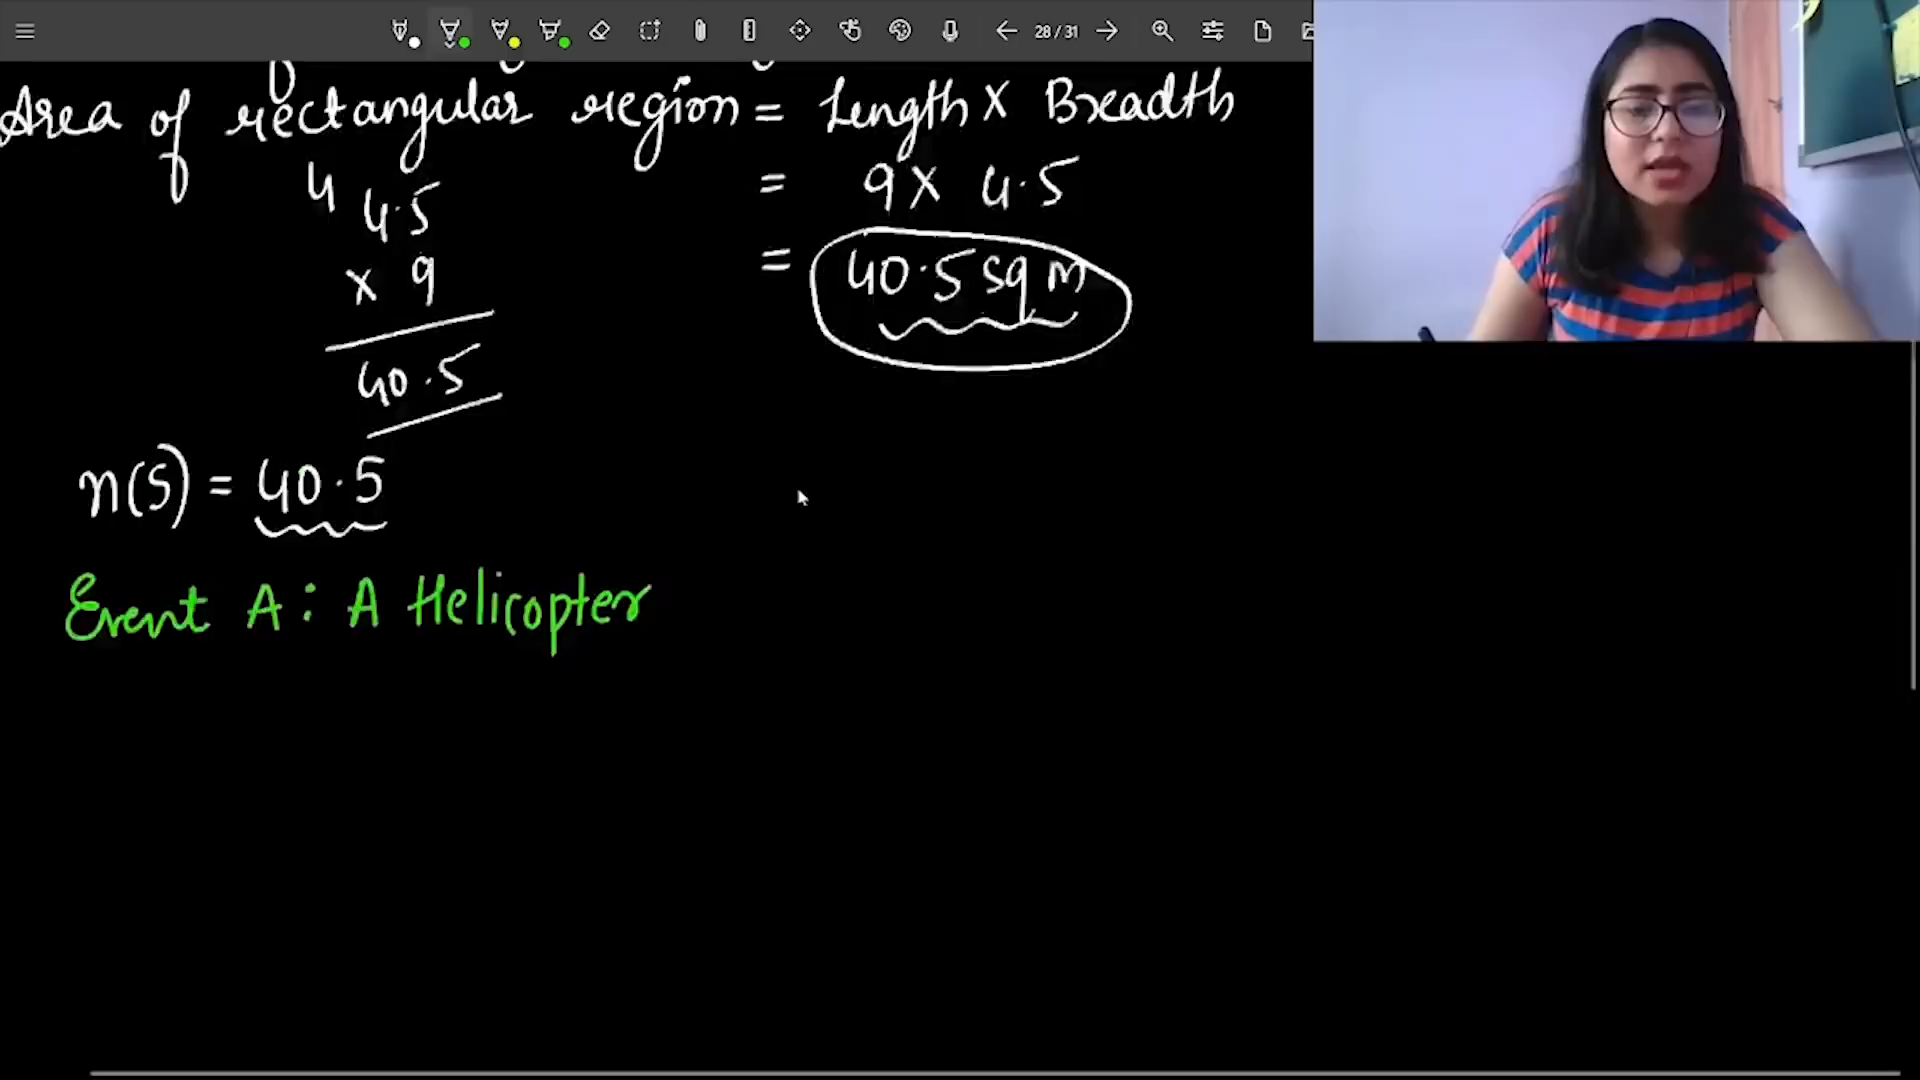 28/31
Area of rectangular region = Length X Breadth
4
4.5
= 9 X 4.5
x 9
= 40.5 sq m
40.5
n(S) = 40.5
Event A : A Helicopter